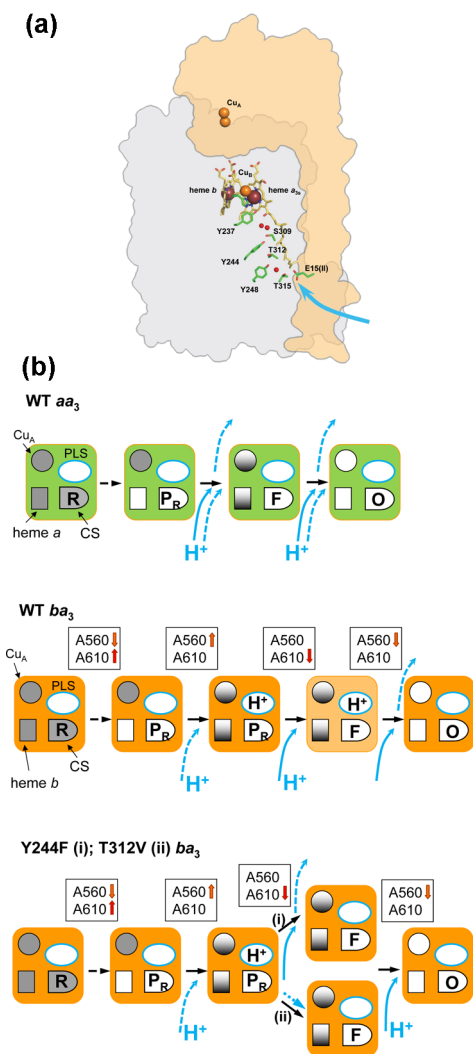 (a)
CuA
CuB
heme b
heme a3s
Y237
S309
T312
Y244
E15(II)
Y248
T315
(b)
WT aa3
CuA
PLS
R
PR
F
O
heme a
CS
H+
H+
WT ba3
A560
A610
A560
A610
A560
A610
A560
A610
CuA
PLS
H+
H+
R
PR
PR
F
O
heme b
CS
H+
H+
Y244F (i); T312V (ii) ba3
A560
A610
A560
A610
A560
A610
A560
A610
(i)
F
H+
R
PR
PR
O
(ii)
F
H+
H+